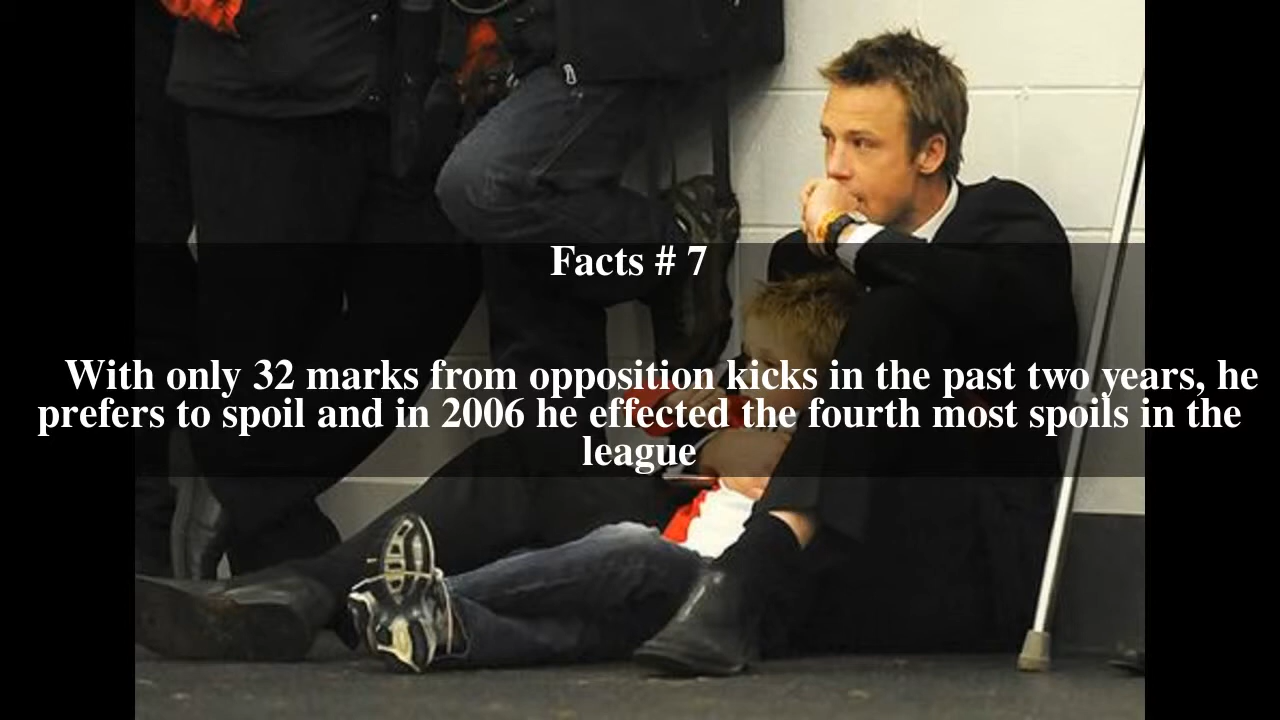 Facts # 7
With only 32 marks from opposition kicks in the past two years, he
prefers to spoil and in 2006 he effected the fourth most spoils in the
league